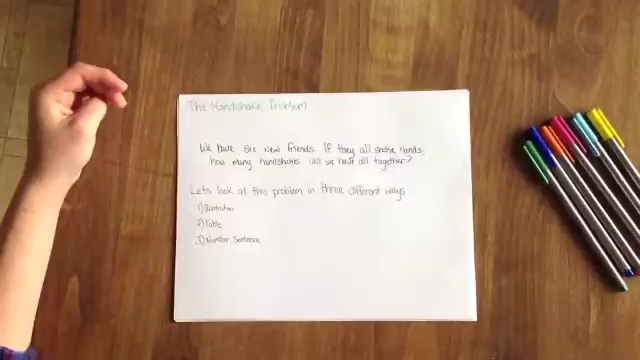 The Handshake Problem
We have six new friends. If they all shake hands,
how many handshakes will we have all together?
Lets look at this problem in three different ways
1) Illustration
2) Table
3) Number Sentence